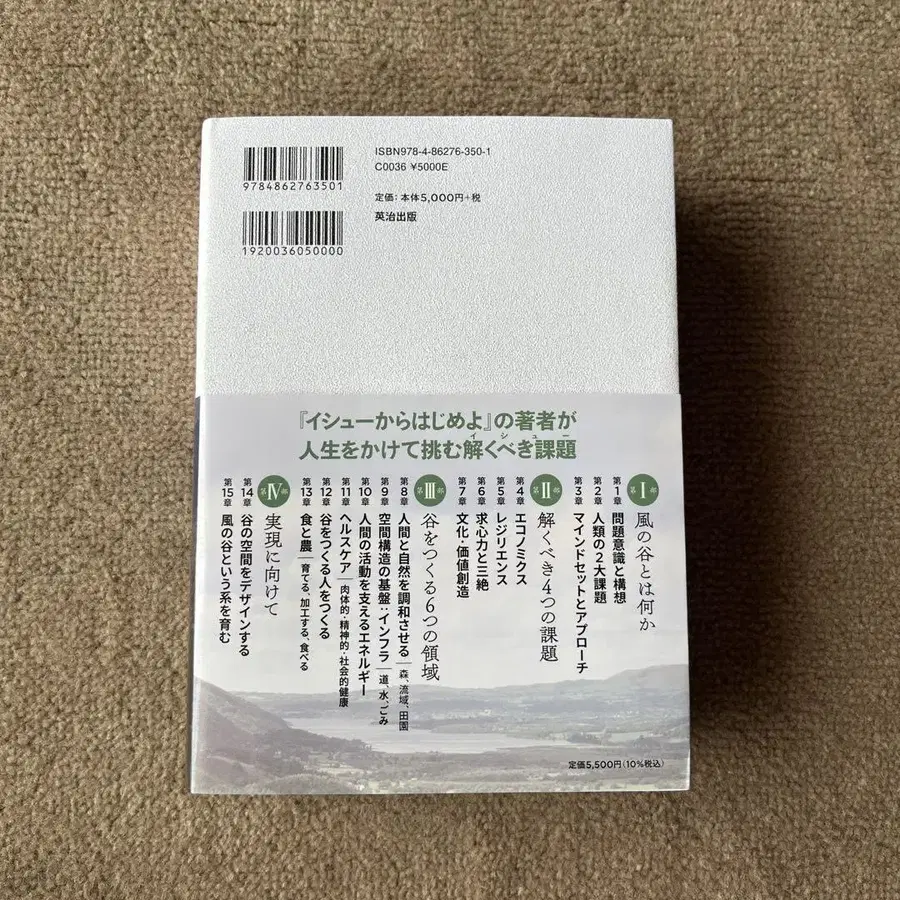 ISBN978-4-86276-350-1
C0036 ¥5000E
9784862763501
定価：本体5,000円+税
英治出版
1920036050000
『イシューからはじめよ』の著者が
人生をかけて挑む解くべき課題
イシュー
第Ⅰ部 風の谷とは何か
第1章 問題意識と構想
第2章 人類の2大課題
第3章 マインドセットとアプローチ
第Ⅱ部 解くべき4つの課題
第4章 エコノミクス
第5章 レジリエンス
第6章 求心力と三絶
第7章 文化・価値創造
第Ⅲ部 谷をつくる6つの領域
第8章 人間と自然を調和させる｜森、流域、田園
第9章 空間構造の基盤：インフラ｜道、水、ごみ
第10章 人間の活動を支えるエネルギー
第11章 ヘルスケア｜肉体的・精神的・社会的健康
第12章 谷をつくる人をつくる
第13章 食と農｜育てる、加工する、食べる
第Ⅳ部 実現に向けて
第14章 谷の空間をデザインする
第15章 風の谷という系を育む
定価5,500円（10%税込）